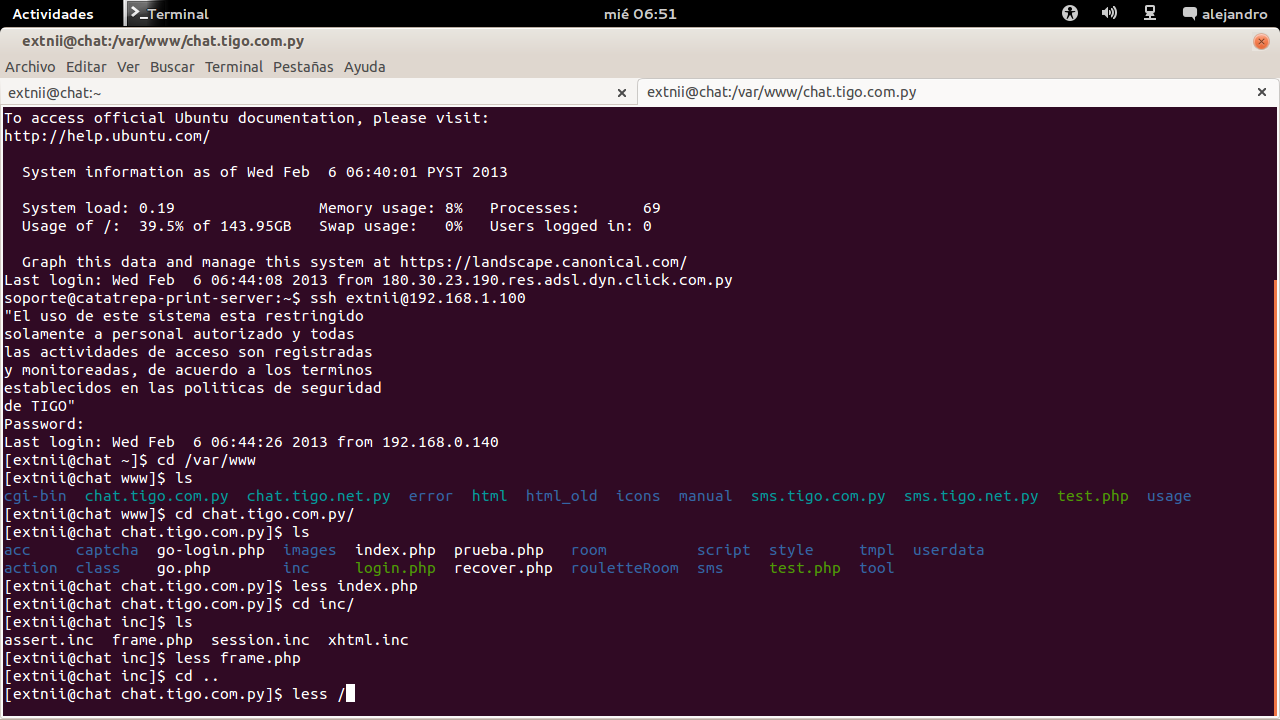 Actividades Terminal mié 06:51 alejandro
extnii@chat:/var/www/chat.tigo.com.py
Archivo Editar Ver Buscar Terminal Pestañas Ayuda
extnii@chat:~ extnii@chat:/var/www/chat.tigo.com.py
To access official Ubuntu documentation, please visit:
http://help.ubuntu.com/
System information as of Wed Feb  6 06:40:01 PYST 2013
System load: 0.19                Memory usage: 8%   Processes:       69
Usage of /:  39.5% of 143.95GB   Swap usage:   0%   Users logged in: 0
Graph this data and manage this system at https://landscape.canonical.com/
Last login: Wed Feb  6 06:44:08 2013 from 180.30.23.190.res.adsl.dyn.click.com.py
soporte@catatrepa-print-server:~$ ssh extnii@192.168.1.100
"El uso de este sistema esta restringido
solamente a personal autorizado y todas
las actividades de acceso son registradas
y monitoreadas, de acuerdo a los terminos
establecidos en las politicas de seguridad
de TIGO"
Password:
Last login: Wed Feb  6 06:44:26 2013 from 192.168.0.140
[extnii@chat ~]$ cd /var/www
[extnii@chat www]$ ls
cgi-bin  chat.tigo.com.py  chat.tigo.net.py  error  html  html_old  icons  manual  sms.tigo.com.py  sms.tigo.net.py  test.php  usage
[extnii@chat www]$ cd chat.tigo.com.py/
[extnii@chat chat.tigo.com.py]$ ls
acc     captcha  go-login.php  images  index.php  prueba.php   room          script  style     tmpl  userdata
action  class    go.php        inc     login.php  recover.php  rouletteRoom  sms     test.php  tool
[extnii@chat chat.tigo.com.py]$ less index.php
[extnii@chat chat.tigo.com.py]$ cd inc/
[extnii@chat inc]$ ls
assert.inc  frame.php  session.inc  xhtml.inc
[extnii@chat inc]$ less frame.php
[extnii@chat inc]$ cd ..
[extnii@chat chat.tigo.com.py]$ less /